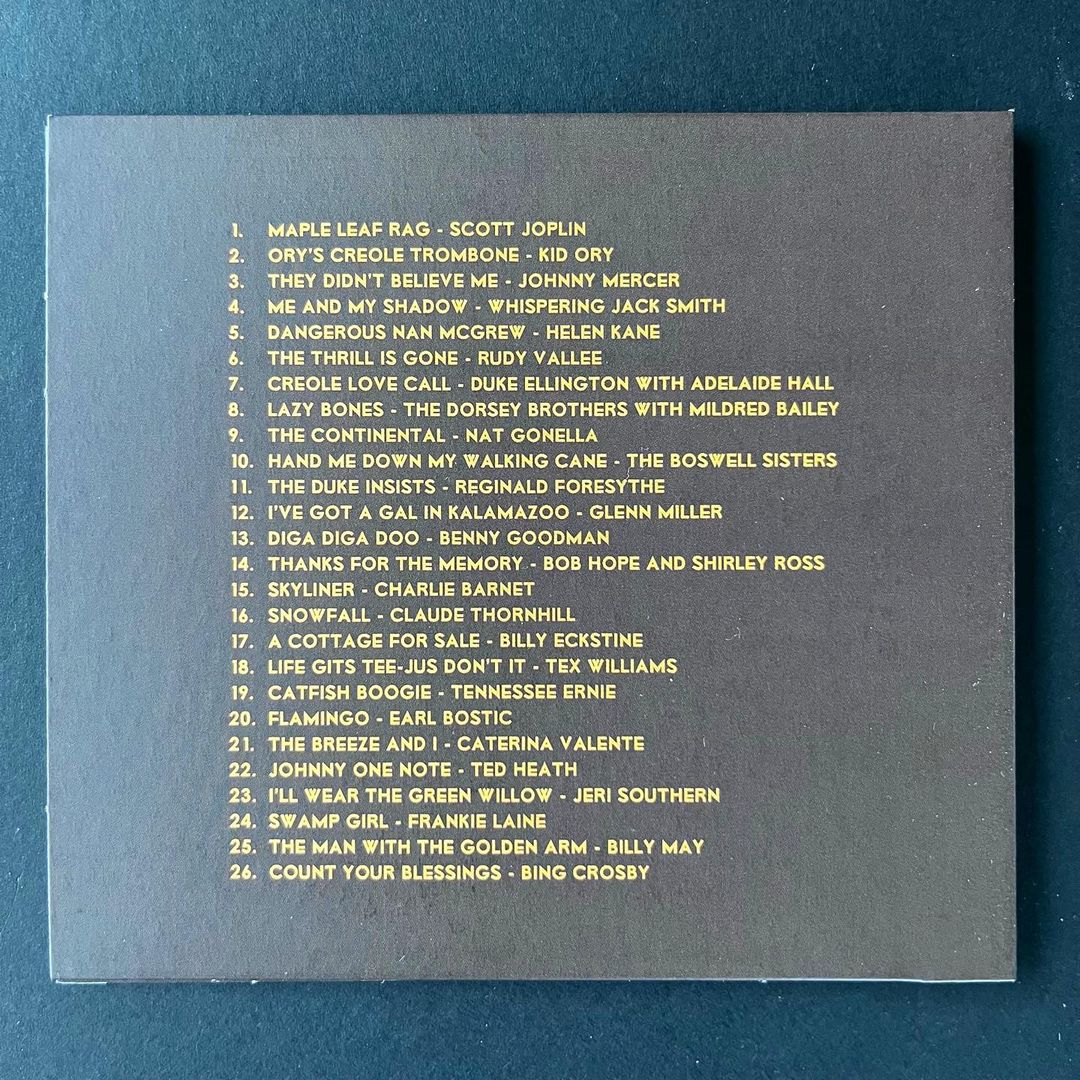 1. MAPLE LEAF RAG - SCOTT JOPLIN
2. ORY'S CREOLE TROMBONE - KID ORY
3. THEY DIDN'T BELIEVE ME - JOHNNY MERCER
4. ME AND MY SHADOW - WHISPERING JACK SMITH
5. DANGEROUS NAN MCGREW - HELEN KANE
6. THE THRILL IS GONE - RUDY VALLEE
7. CREOLE LOVE CALL - DUKE ELLINGTON WITH ADELAIDE HALL
8. LAZY BONES - THE DORSEY BROTHERS WITH MILDRED BAILEY
9. THE CONTINENTAL - NAT GONELLA
10. HAND ME DOWN MY WALKING CANE - THE BOSWELL SISTERS
11. THE DUKE INSISTS - REGINALD FORESYTHE
12. I'VE GOT A GAL IN KALAMAZOO - GLENN MILLER
13. DIGA DIGA DOO - BENNY GOODMAN
14. THANKS FOR THE MEMORY - BOB HOPE AND SHIRLEY ROSS
15. SKYLINER - CHARLIE BARNET
16. SNOWFALL - CLAUDE THORNHILL
17. A COTTAGE FOR SALE - BILLY ECKSTINE
18. LIFE GITS TEE-JUS DON'T IT - TEX WILLIAMS
19. CATFISH BOOGIE - TENNESSEE ERNIE
20. FLAMINGO - EARL BOSTIC
21. THE BREEZE AND I - CATERINA VALENTE
22. JOHNNY ONE NOTE - TED HEATH
23. I'LL WEAR THE GREEN WILLOW - JERI SOUTHERN
24. SWAMP GIRL - FRANKIE LAINE
25. THE MAN WITH THE GOLDEN ARM - BILLY MAY
26. COUNT YOUR BLESSINGS - BING CROSBY